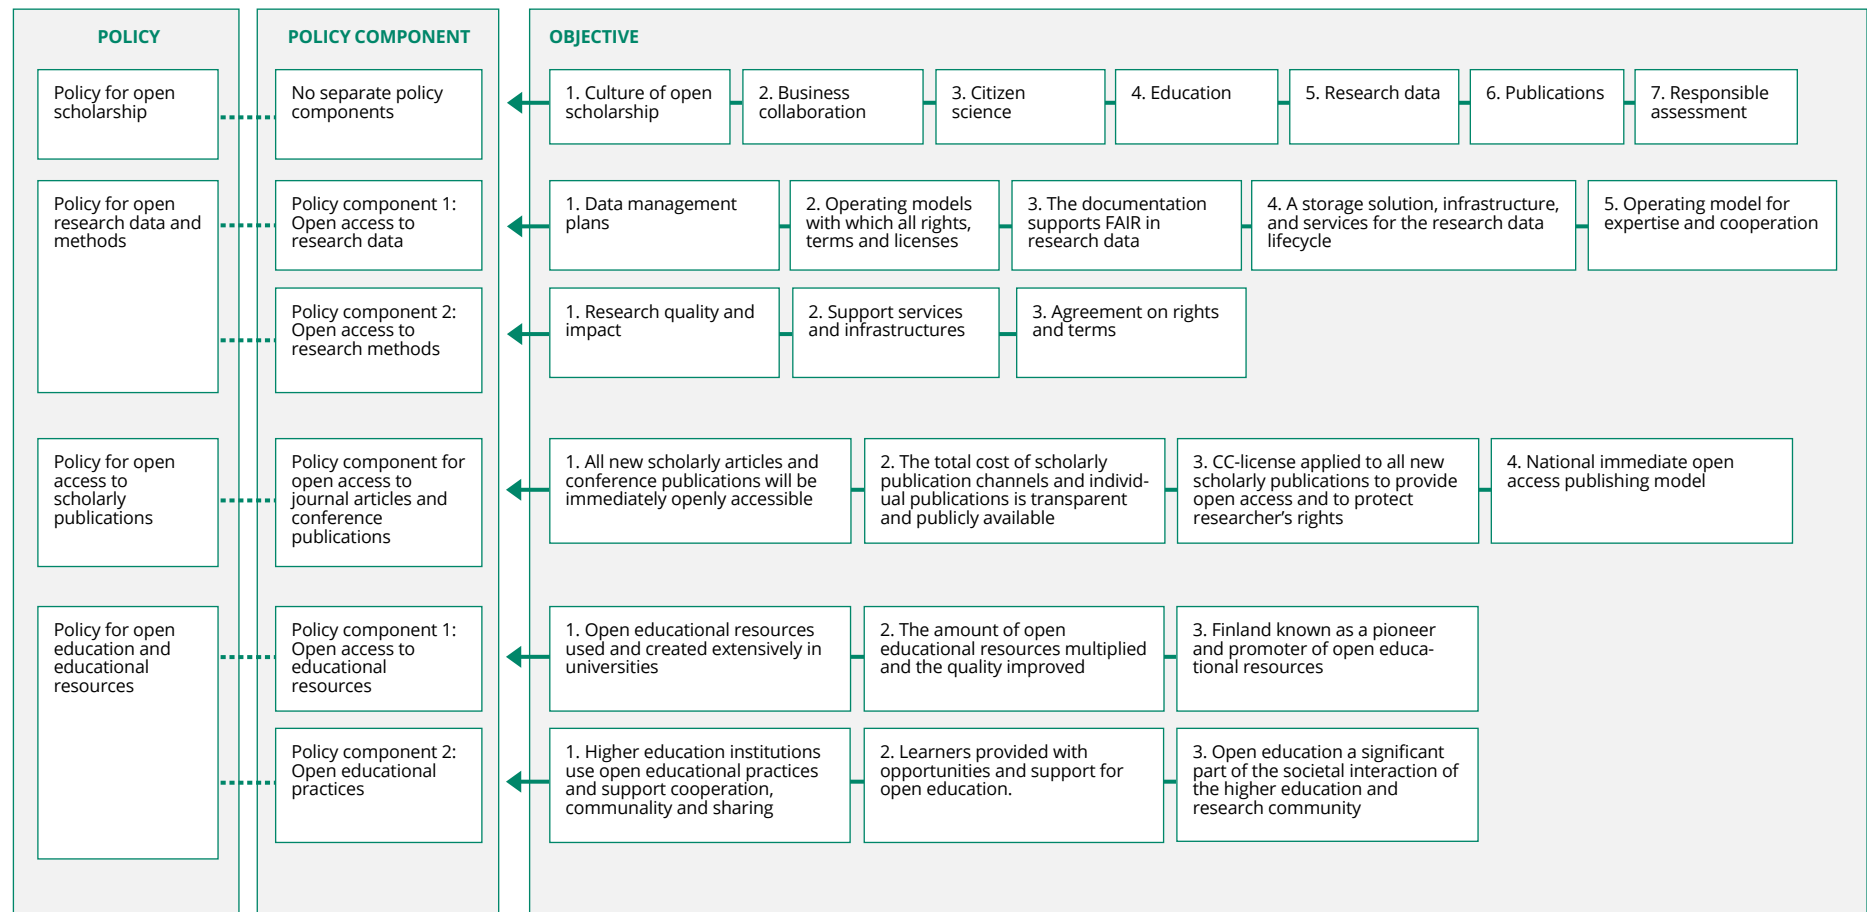 POLICY
POLICY COMPONENT
OBJECTIVE
Policy for open
scholarship
No separate policy
components
1. Culture of open
scholarship
2. Business
collaboration
3. Citizen
science
4. Education
5. Research data
6. Publications
7. Responsible
assessment
Policy for open
research data and
methods
Policy component 1:
Open access to
research data
1. Data management
plans
2. Operating models
with which all rights,
terms and licenses
3. The documentation
supports FAIR in
research data
4. A storage solution, infrastructure,
and services for the research data
lifecycle
5. Operating model for
expertise and cooperation
Policy component 2:
Open access to
research methods
1. Research quality and
impact
2. Support services
and infrastructures
3. Agreement on rights
and terms
Policy for open
access to
scholarly
publications
Policy component for
open access to
journal articles and
conference
publications
1. All new scholarly articles and
conference publications will be
immediately openly accessible
2. The total cost of scholarly
publication channels and individ-
ual publications is transparent
and publicly available
3. CC-license applied to all new
scholarly publications to provide
open access and to protect
researcher’s rights
4. National immediate open
access publishing model
Policy for open
education and
educational
resources
Policy component 1:
Open access to
educational
resources
1. Open educational resources
used and created extensively in
universities
2. The amount of open
educational resources multiplied
and the quality improved
3. Finland known as a pioneer
and promoter of open educa-
tional resources
Policy component 2:
Open educational
practices
1. Higher education institutions
use open educational practices
and support cooperation,
communality and sharing
2. Learners provided with
opportunities and support for
open education.
3. Open education a significant
part of the societal interaction of
the higher education and
research community